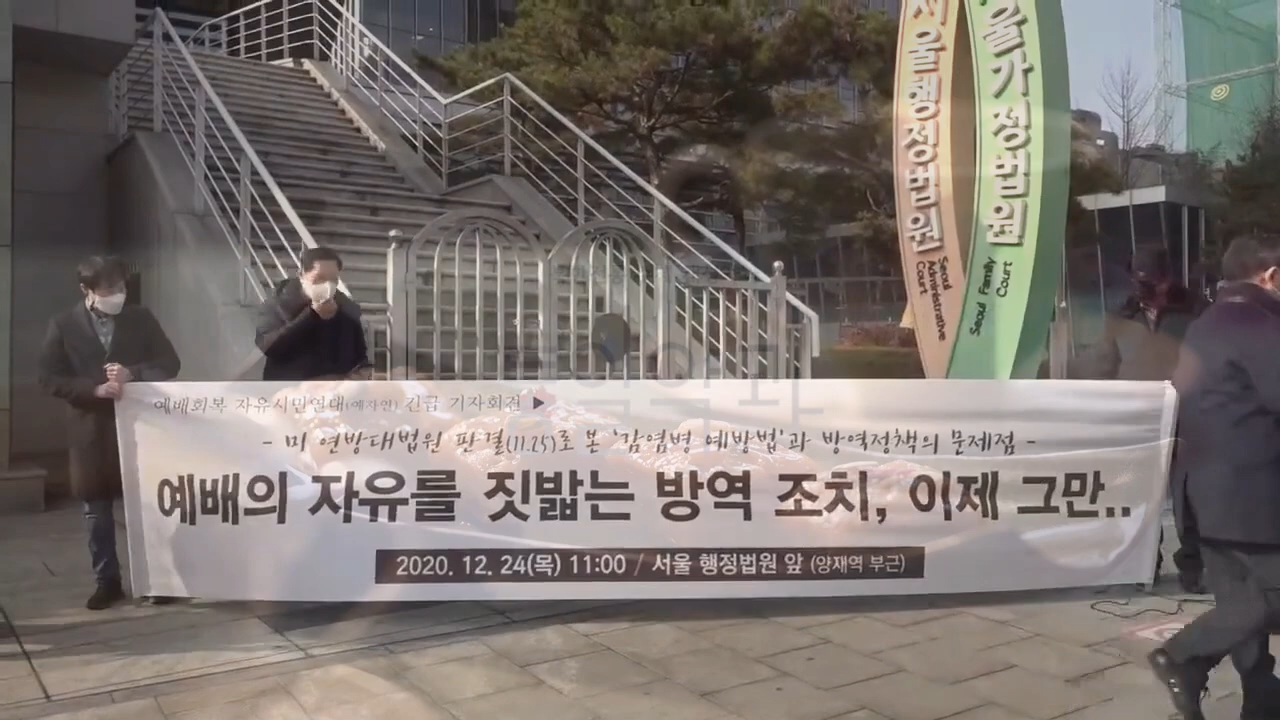 서울행정법원
Seoul
Administrative
Court
서울가정법원
Seoul Family
Court
예배회복 자유시민연대(예자연) 긴급 기자회견 ▶
- 미 연방대법원 판결(11.25)로 본 '감염병 예방법'과 방역정책의 문제점 -
예배의 자유를 짓밟는 방역 조치, 이제 그만..
2020. 12. 24(목) 11:00 / 서울 행정법원 앞 (양재역 부근)